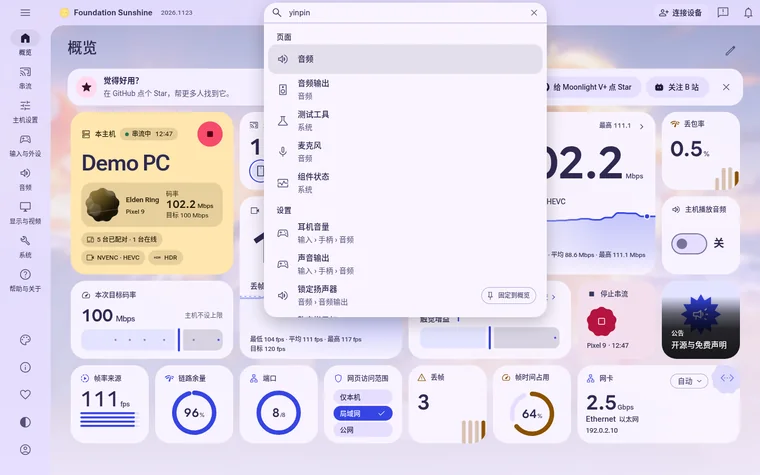 Foundation Sunshine 2026.1123
yinpin
连接设备
概览
串流
主机设置
输入与外设
音频
显示与视频
系统
帮助与关于
概览
觉得好用?
在 GitHub 点个 Star，帮更多人找到它。
给 Moonlight V+ 点 Star
关注 B 站
页面
音频
音频输出
音频
测试工具
系统
麦克风
音频
组件状态
系统
设置
耳机音量
输入 › 手柄 › 音频
声音输出
输入 › 手柄 › 音频
锁定扬声器
音频 › 音频输出
固定到概览
本主机
串流中 12:47
Demo PC
Elden Ring
Pixel 9
码率
102.2 Mbps
目标 100 Mbps
5 台已配对 · 1 台在线
NVENC · HEVC
HDR
最高 111.1
02.2 Mbps
HEVC
平均 88.6 Mbps · 最高 111.1 Mbps
丢包率
0.5%
主机播放音频
关
本次目标码率
100 Mbps
主机不设上限
丢帧
最低 104 fps · 平均 111 fps · 最高 117 fps
目标 120 fps
触觉增益
停止串流
Pixel 9 · 12:47
公告
开源与免费声明
帧率来源
111 fps
链路余量
96%
端口
8/8
网页访问范围
仅本机
局域网
公网
丢帧
3
帧时间占用
64%
网卡
自动
2.5 Gbps
Ethernet 以太网
192.0.2.10